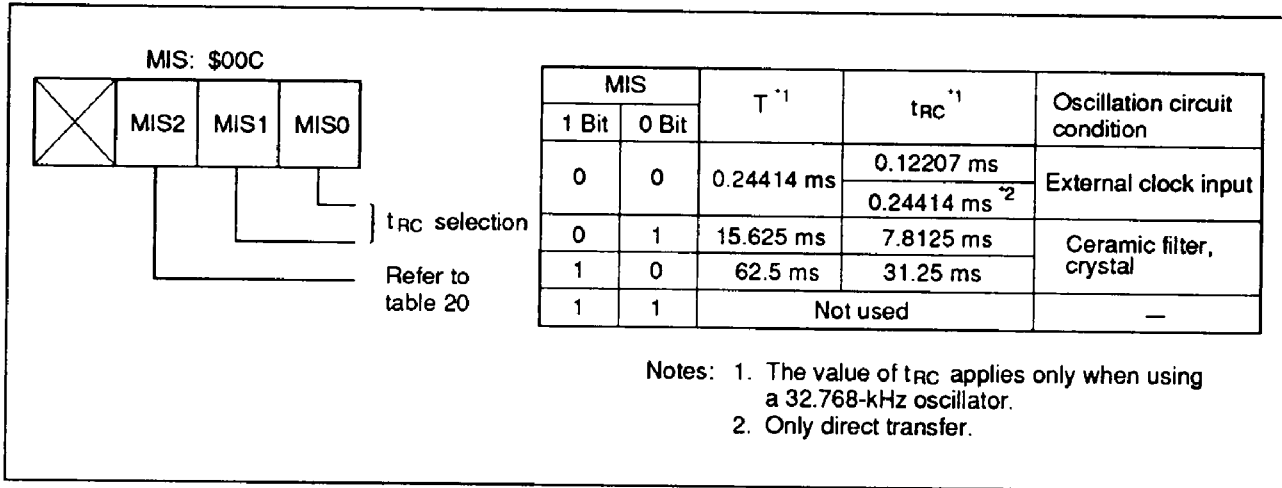 MIS: $00C
MIS2 MIS1 MIS0
tRC selection
Refer to
table 20
MIS T *1 tRC *1 Oscillation circuit
condition
1 Bit 0 Bit
0 0 0.24414 ms 0.12207 ms External clock input
0.24414 ms *2
0 1 15.625 ms 7.8125 ms Ceramic filter,
crystal
1 0 62.5 ms 31.25 ms
1 1 Not used —
Notes: 1. The value of tRC applies only when using
a 32.768-kHz oscillator.
2. Only direct transfer.